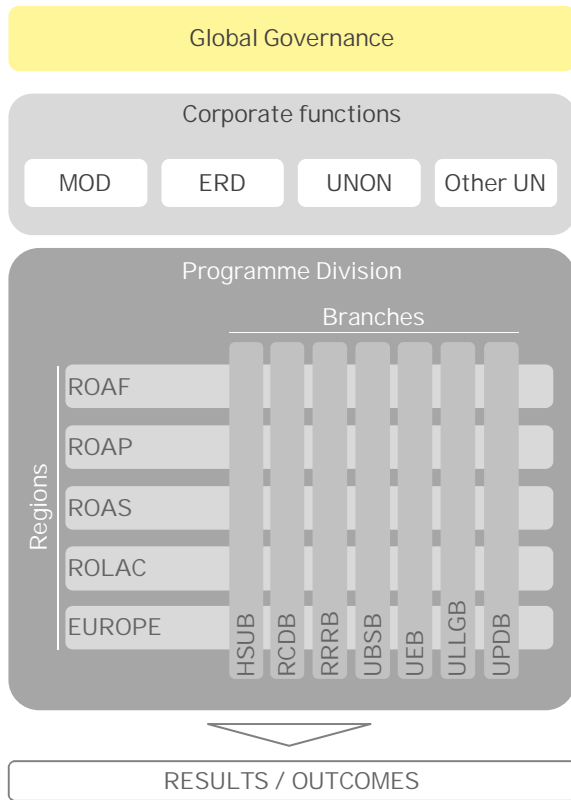 Global Governance
Corporate functions
MOD
ERD
UNON
Other UN
Programme Division
Branches
Regions
ROAF
ROAP
ROAS
ROLAC
EUROPE
HSUB
RCDB
RRRB
UBSB
UEB
ULLGB
UPDB
RESULTS / OUTCOMES